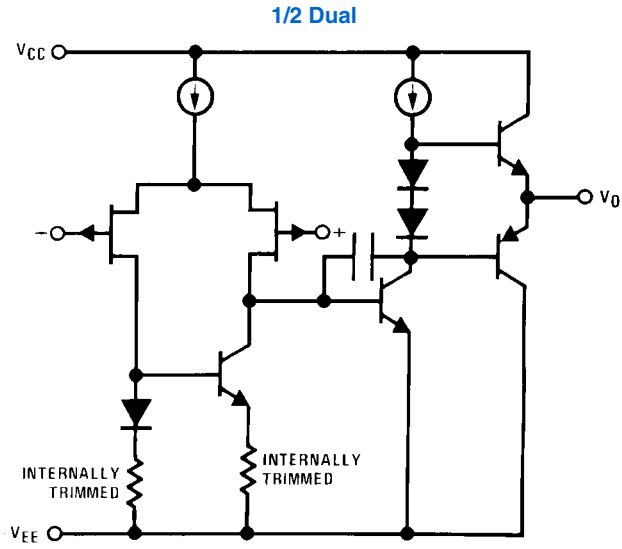 1/2 Dual
VCC
–
+
VO
INTERNALLY
TRIMMED
INTERNALLY
TRIMMED
VEE